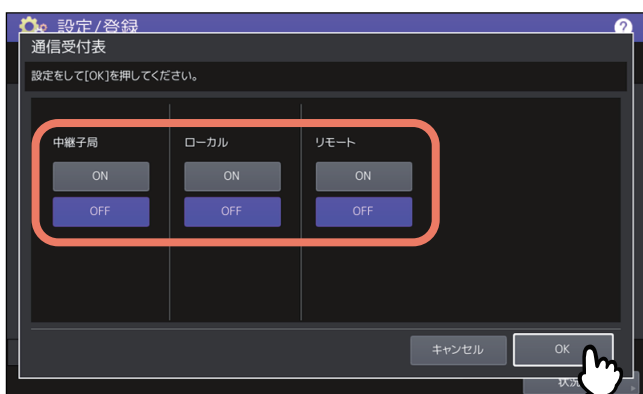 設定/登録
?
通信受付表
設定をして[OK]を押してください。
中継子局 ローカル リモート
ON ON ON
OFF OFF OFF
キャンセル OK
状況